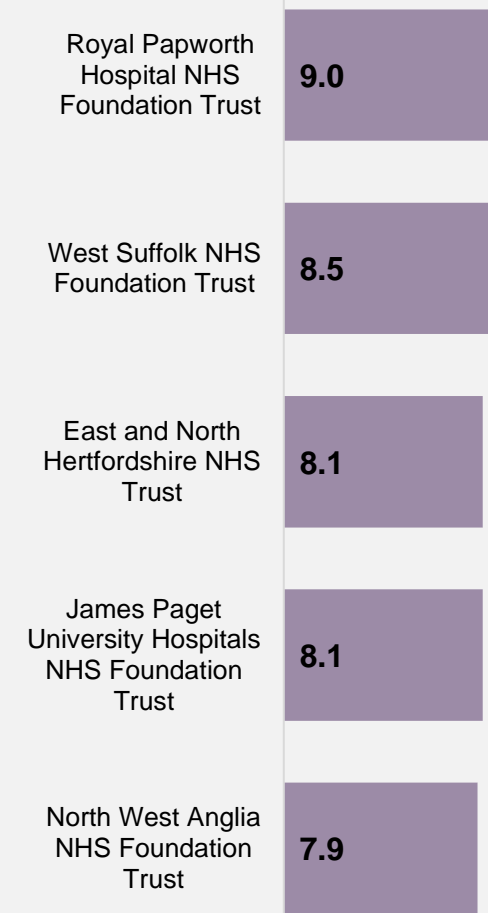 Royal Papworth
Hospital NHS
Foundation Trust
9.0
West Suffolk NHS
Foundation Trust
8.5
East and North
Hertfordshire NHS
Trust
8.1
James Paget
University Hospitals
NHS Foundation
Trust
8.1
North West Anglia
NHS Foundation
Trust
7.9